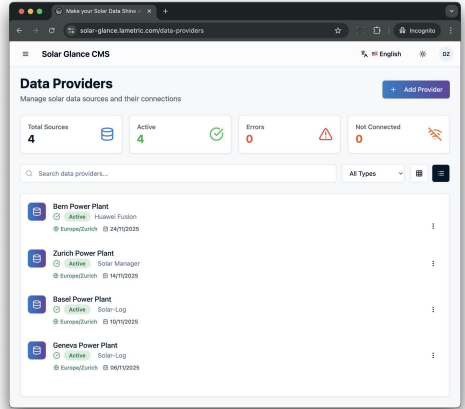 Make your Solar Data Shine
solar-glance.lametric.com/data-providers
Incognito
Solar Glance CMS
English
DZ
Data Providers
Manage solar data sources and their connections
+ Add Provider
Total Sources
4
Active
4
Errors
0
Not Connected
0
Search data providers...
All Types
Bern Power Plant
Active Huawei Fusion
Europe/Zurich 24/11/2025
Zurich Power Plant
Active Solar Manager
Europe/Zurich 14/11/2025
Basel Power Plant
Active Solar-Log
Europe/Zurich 10/11/2025
Geneva Power Plant
Active Solar-Log
Europe/Zurich 06/11/2025